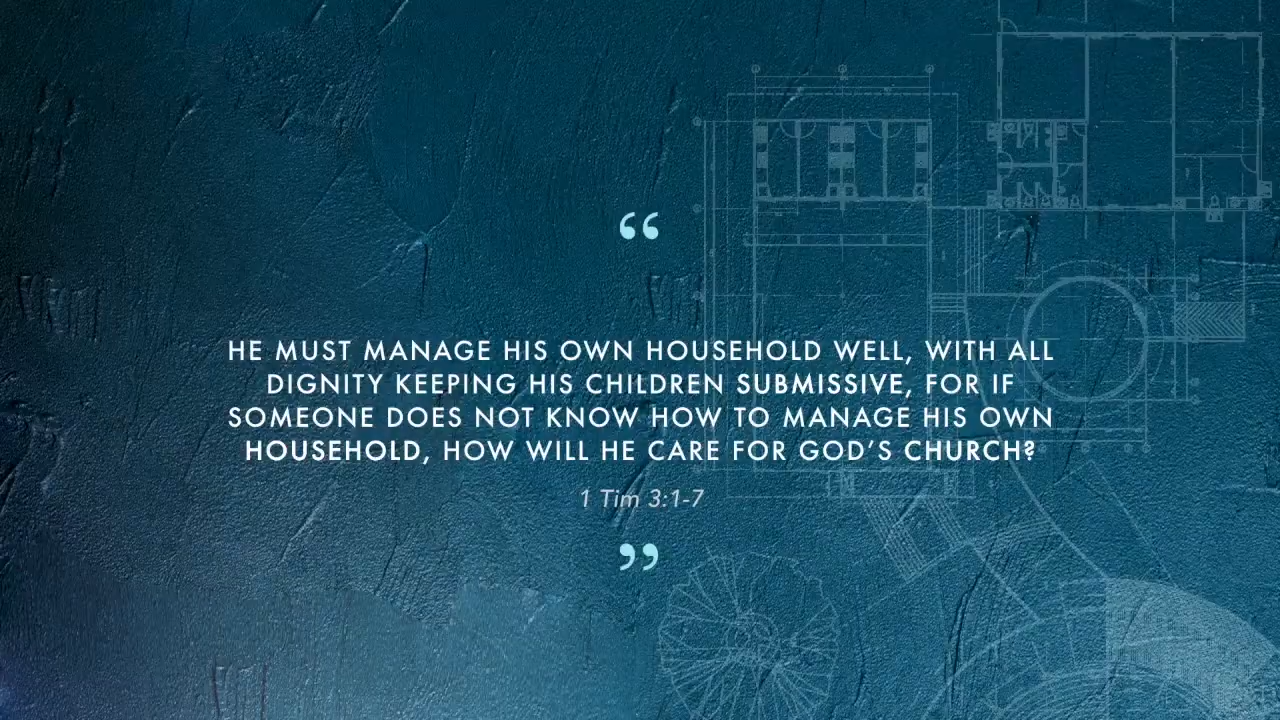 “
HE MUST MANAGE HIS OWN HOUSEHOLD WELL, WITH ALL
DIGNITY KEEPING HIS CHILDREN SUBMISSIVE, FOR IF
SOMEONE DOES NOT KNOW HOW TO MANAGE HIS OWN
HOUSEHOLD, HOW WILL HE CARE FOR GOD’S CHURCH?
1 Tim 3:1-7
”